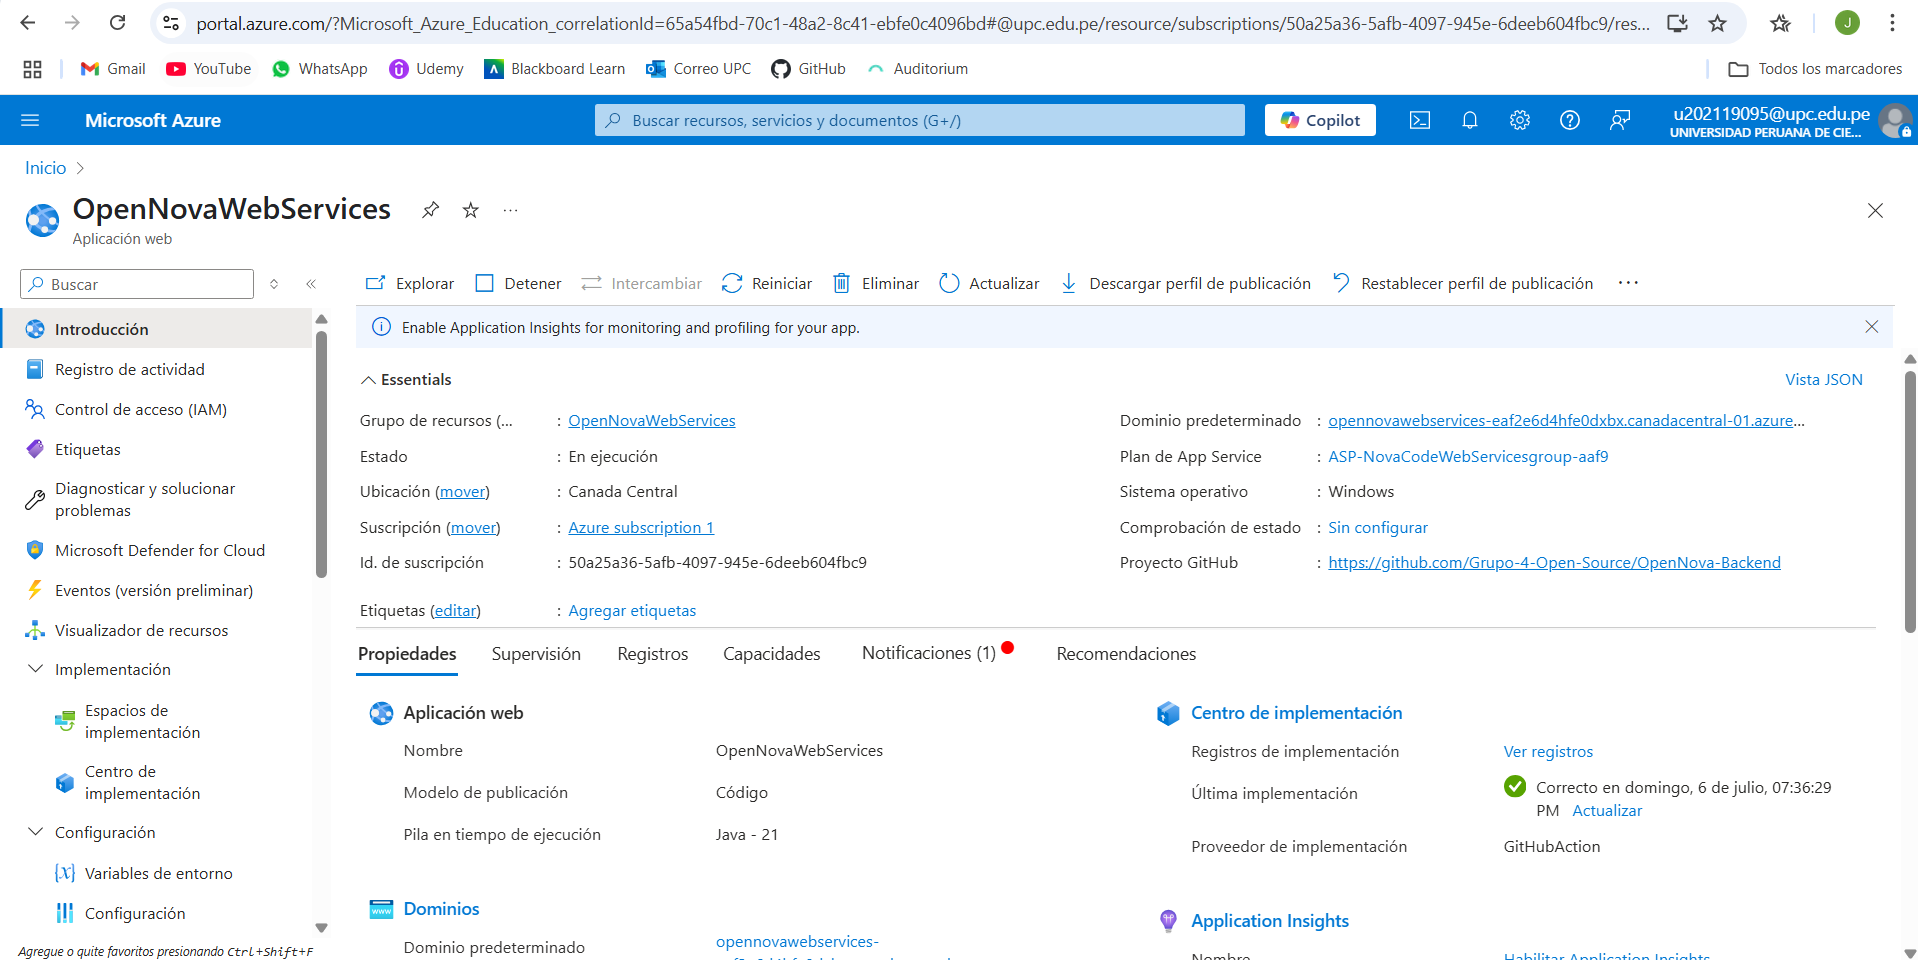 portal.azure.com/?Microsoft_Azure_Education_correlationId=65a54fbd-70c1-48a2-8c41-ebfe0c4096bd#@upc.edu.pe/resource/subscriptions/50a25a36-5afb-4097-945e-6deeb604fbc9/res...
J
Gmail
YouTube
WhatsApp
Udemy
Blackboard Learn
Correo UPC
GitHub
Auditorium
Todos los marcadores
Microsoft Azure
Buscar recursos, servicios y documentos (G+/)
Copilot
u202119095@upc.edu.pe
UNIVERSIDAD PERUANA DE CIE...
Inicio
OpenNovaWebServices
Aplicación web
Buscar
Explorar
Detener
Intercambiar
Reiniciar
Eliminar
Actualizar
Descargar perfil de publicación
Restablecer perfil de publicación
Introducción
Registro de actividad
Control de acceso (IAM)
Etiquetas
Diagnosticar y solucionar
problemas
Microsoft Defender for Cloud
Eventos (versión preliminar)
Visualizador de recursos
Implementación
Espacios de
implementación
Centro de
implementación
Configuración
Variables de entorno
Configuración
Agregue o quite favoritos presionando Ctrl+Shift+F
Enable Application Insights for monitoring and profiling for your app.
Essentials
Vista JSON
Grupo de recursos (... : OpenNovaWebServices
Estado : En ejecución
Ubicación (mover) : Canada Central
Suscripción (mover) : Azure subscription 1
Id. de suscripción : 50a25a36-5afb-4097-945e-6deeb604fbc9
Etiquetas (editar) : Agregar etiquetas
Dominio predeterminado : opennovawebservices-eaf2e6d4hfe0dxbx.canadacentral-01.azure...
Plan de App Service : ASP-NovaCodeWebServicesgroup-aaf9
Sistema operativo : Windows
Comprobación de estado : Sin configurar
Proyecto GitHub : https://github.com/Grupo-4-Open-Source/OpenNova-Backend
Propiedades
Supervisión
Registros
Capacidades
Notificaciones (1)
Recomendaciones
Aplicación web
Nombre OpenNovaWebServices
Modelo de publicación Código
Pila en tiempo de ejecución Java - 21
Dominios
www
Dominio predeterminado opennovawebservices-
Centro de implementación
Registros de implementación Ver registros
Última implementación Correcto en domingo, 6 de julio, 07:36:29
PM Actualizar
Proveedor de implementación GitHubAction
Application Insights
Nombre Habilitar Application Insights